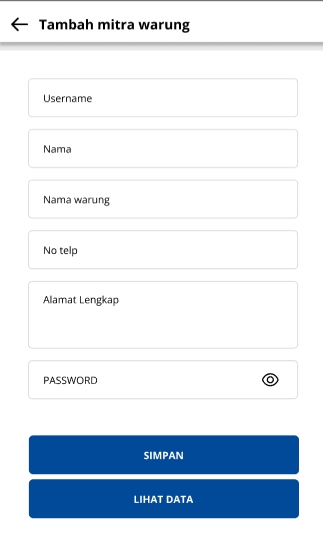 Tambah mitra warung
Username
Nama
Nama warung
No telp
Alamat Lengkap
PASSWORD
SIMPAN
LIHAT DATA